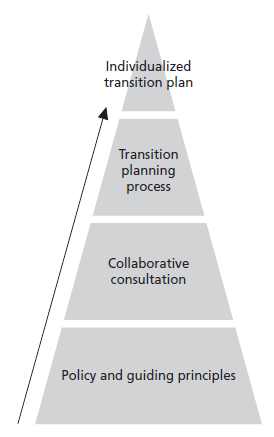 Individualized
transition plan
Transition
planning
process
Collaborative
consultation
Policy and guiding principles